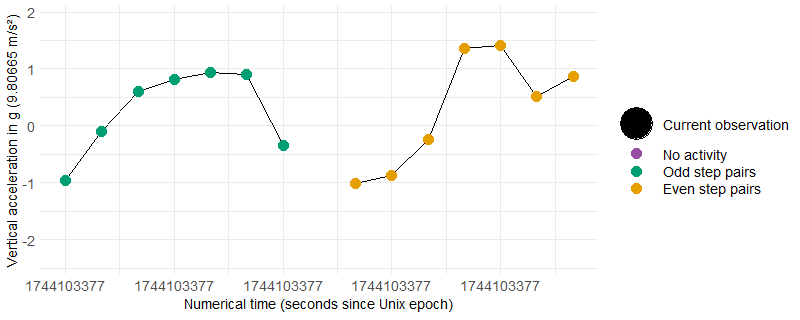 Vertical acceleration in g (9.80665 m/s²)
2
1
0
-1
-2
1744103377 1744103377 1744103377 1744103377 1744103377
Numerical time (seconds since Unix epoch)
Current observation
No activity
Odd step pairs
Even step pairs